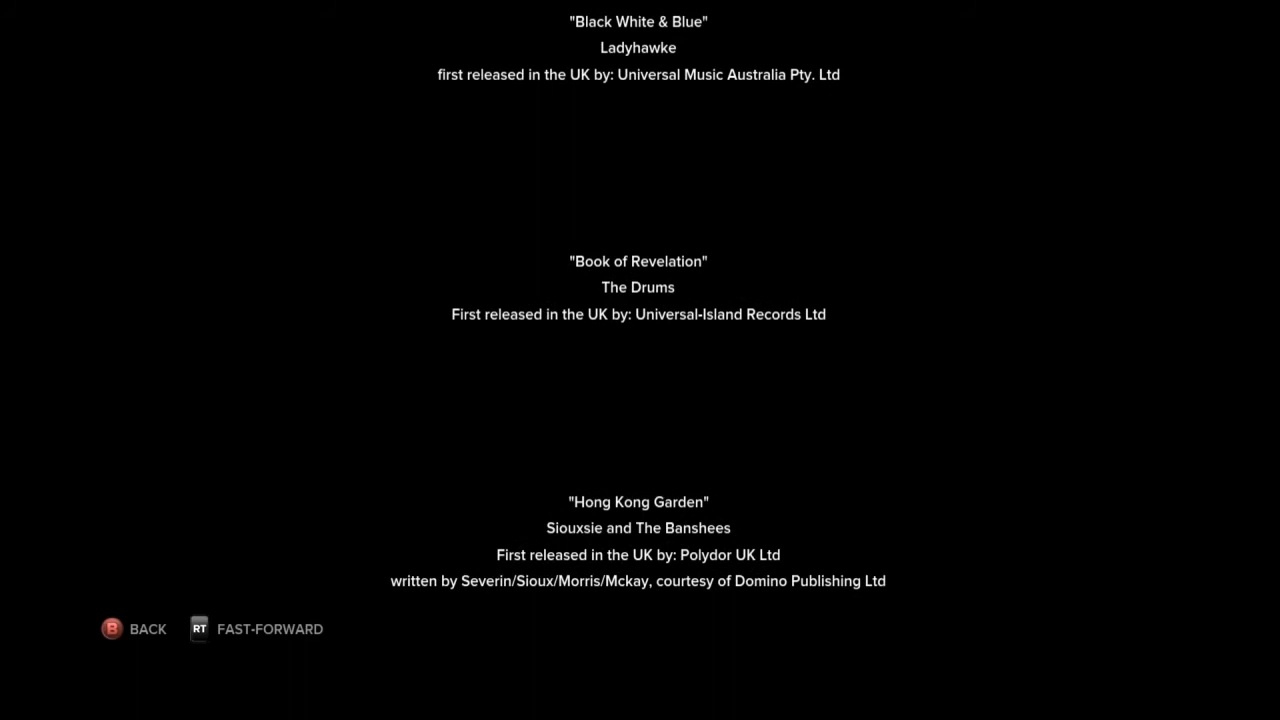 "Black White & Blue"
Ladyhawke
first released in the UK by: Universal Music Australia Pty. Ltd
"Book of Revelation"
The Drums
First released in the UK by: Universal-Island Records Ltd
"Hong Kong Garden"
Siouxsie and The Banshees
First released in the UK by: Polydor UK Ltd
written by Severin/Sioux/Morris/Mckay, courtesy of Domino Publishing Ltd
B BACK RT FAST-FORWARD